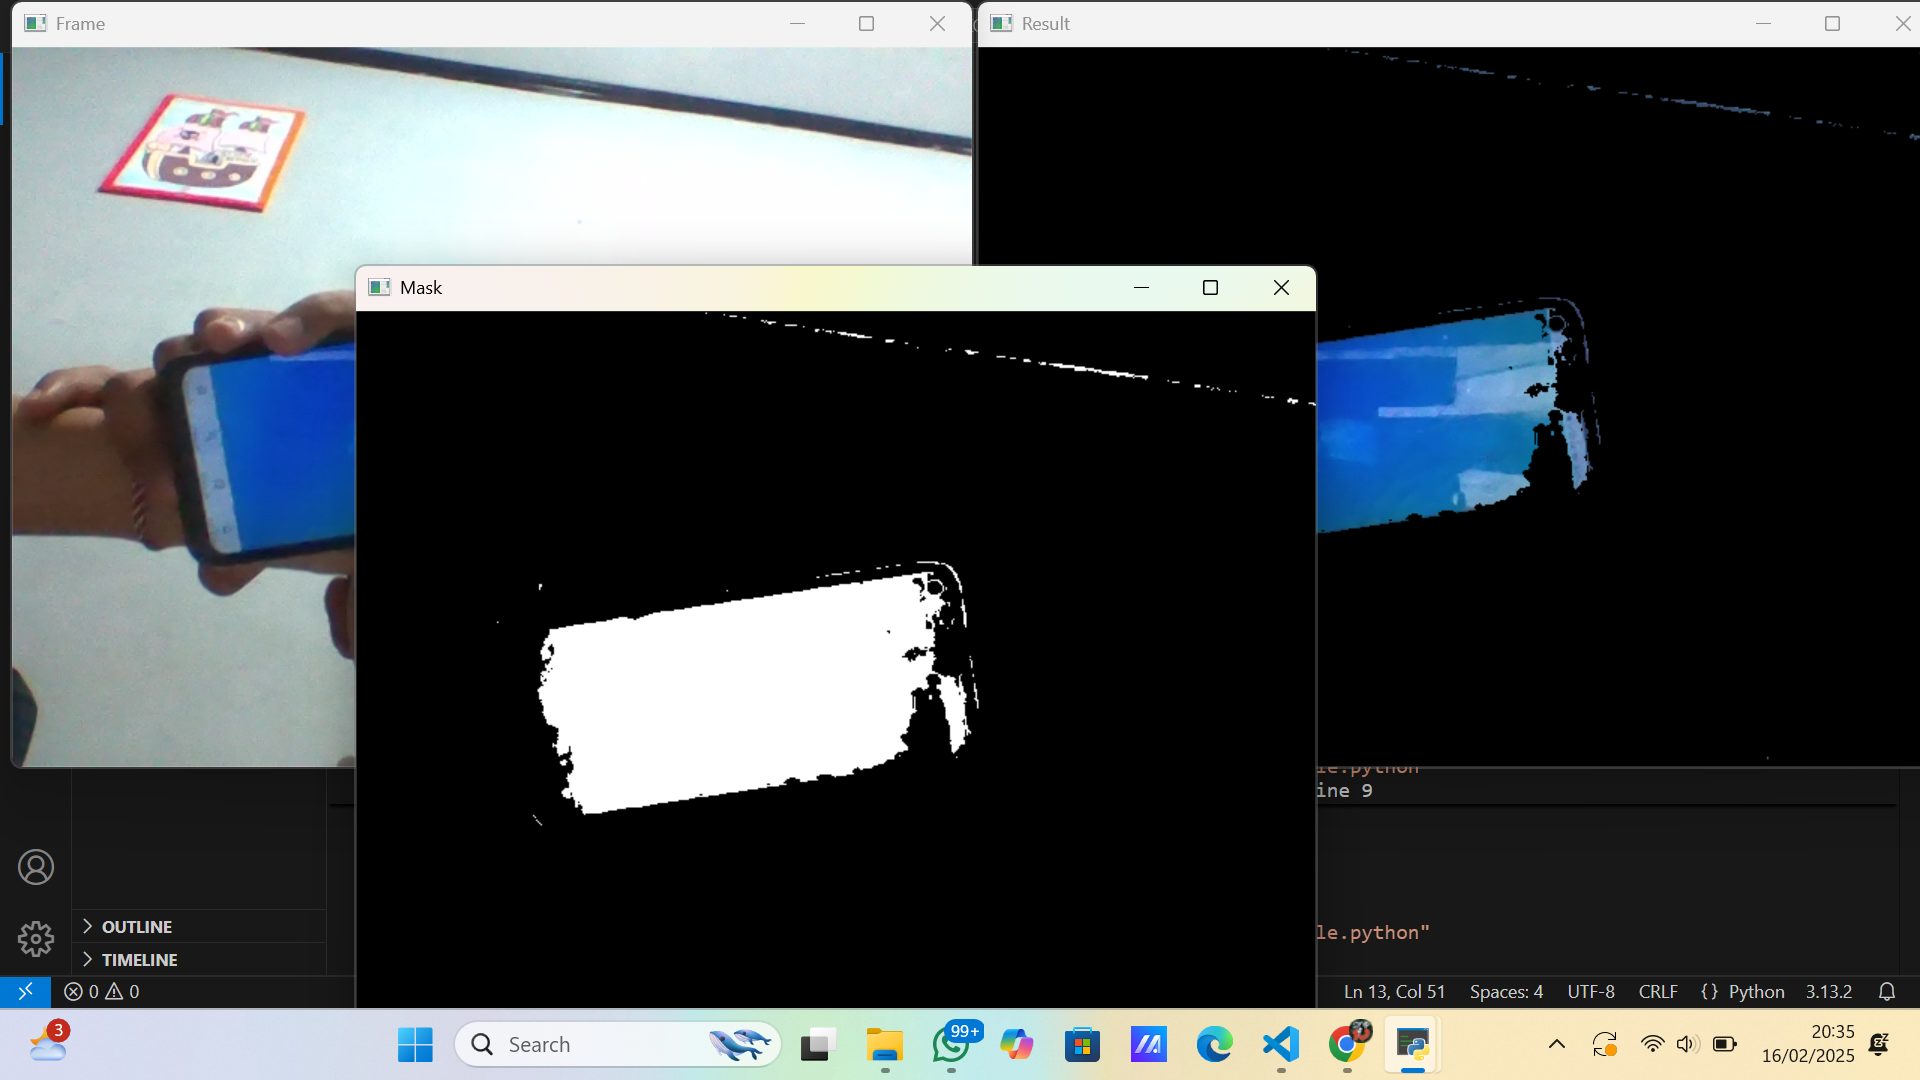 Frame
Result
Mask
le.python
ine 9
le.python"
OUTLINE
TIMELINE
0 0
Ln 13, Col 51 Spaces: 4 UTF-8 CRLF {} Python 3.13.2
3
Search
99+
20:35
16/02/2025